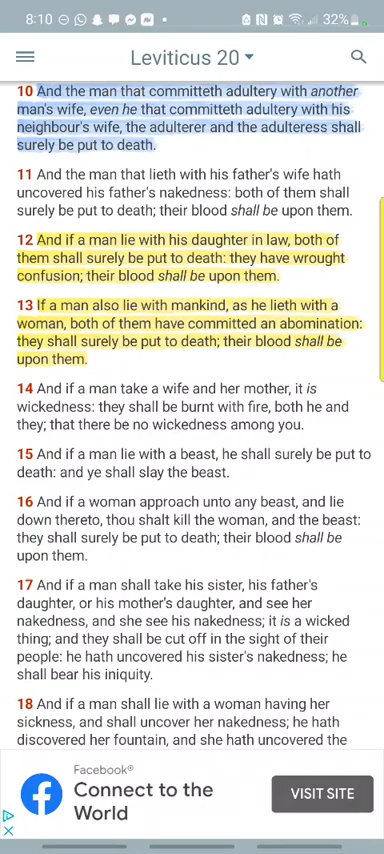 8:10
32%
Leviticus 20
10 And the man that committeth adultery with another
man's wife, even he that committeth adultery with his
neighbour's wife, the adulterer and the adulteress shall
surely be put to death.
11 And the man that lieth with his father's wife hath
uncovered his father's nakedness: both of them shall
surely be put to death; their blood shall be upon them.
12 And if a man lie with his daughter in law, both of
them shall surely be put to death: they have wrought
confusion; their blood shall be upon them.
13 If a man also lie with mankind, as he lieth with a
woman, both of them have committed an abomination:
they shall surely be put to death; their blood shall be
upon them.
14 And if a man take a wife and her mother, it is
wickedness: they shall be burnt with fire, both he and
they; that there be no wickedness among you.
15 And if a man lie with a beast, he shall surely be put to
death: and ye shall slay the beast.
16 And if a woman approach unto any beast, and lie
down thereto, thou shalt kill the woman, and the beast:
they shall surely be put to death; their blood shall be
upon them.
17 And if a man shall take his sister, his father's
daughter, or his mother's daughter, and see her
nakedness, and she see his nakedness; it is a wicked
thing; and they shall be cut off in the sight of their
people: he hath uncovered his sister's nakedness; he
shall bear his iniquity.
18 And if a man shall lie with a woman having her
sickness, and shall uncover her nakedness; he hath
discovered her fountain, and she hath uncovered the
Facebook®
Connect to the
World
VISIT SITE